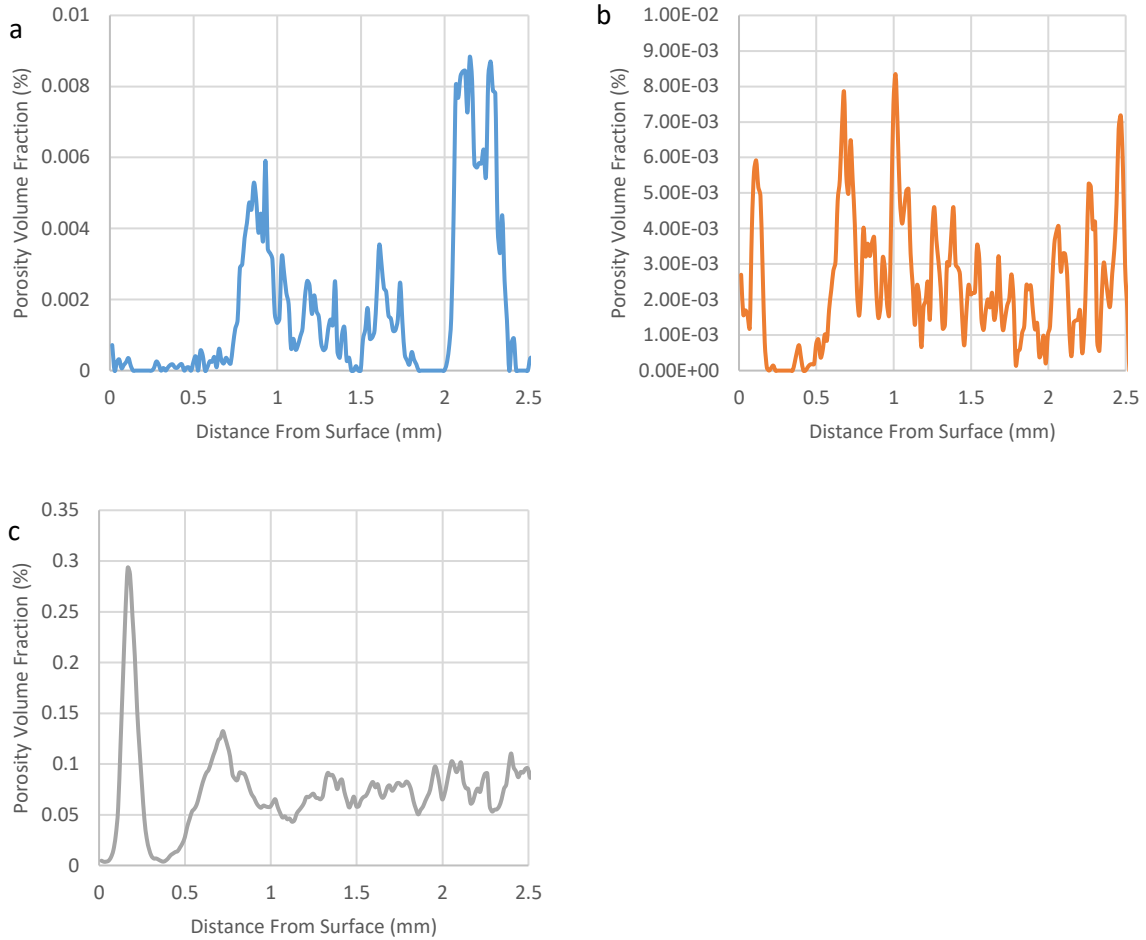 a
Porosity Volume Fraction (%)
0.01
0.008
0.006
0.004
0.002
0
0 0.5 1 1.5 2 2.5
Distance From Surface (mm)
b
Porosity Volume Fraction (%)
1.00E-02
9.00E-03
8.00E-03
7.00E-03
6.00E-03
5.00E-03
4.00E-03
3.00E-03
2.00E-03
1.00E-03
0.00E+00
0 0.5 1 1.5 2 2.5
Distance From Surface (mm)
c
Porosity Volume Fraction (%)
0.35
0.3
0.25
0.2
0.15
0.1
0.05
0
0 0.5 1 1.5 2 2.5
Distance From Surface (mm)